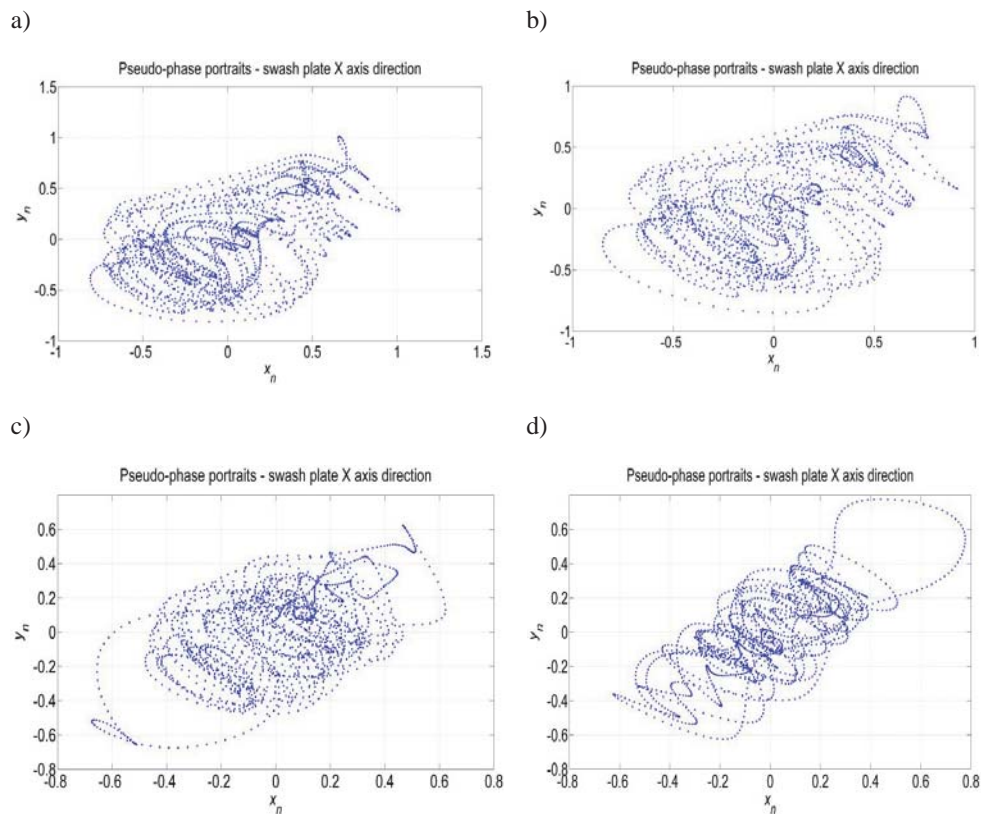 a)
b)
Pseudo-phase portraits - swash plate X axis direction
1.5
1
0.5
0
-0.5
-1
-1 -0.5 0 0.5 1 1.5
y_n
x_n
Pseudo-phase portraits - swash plate X axis direction
1
0.5
0
-0.5
-1
-1 -0.5 0 0.5 1
y_n
x_n
c)
d)
Pseudo-phase portraits - swash plate X axis direction
0.6
0.4
0.2
0
-0.2
-0.4
-0.6
-0.8
-0.8 -0.6 -0.4 -0.2 0 0.2 0.4 0.6 0.8
y_n
x_n
Pseudo-phase portraits - swash plate X axis direction
0.6
0.4
0.2
0
-0.2
-0.4
-0.6
-0.8
-0.8 -0.6 -0.4 -0.2 0 0.2 0.4 0.6 0.8
y_n
x_n